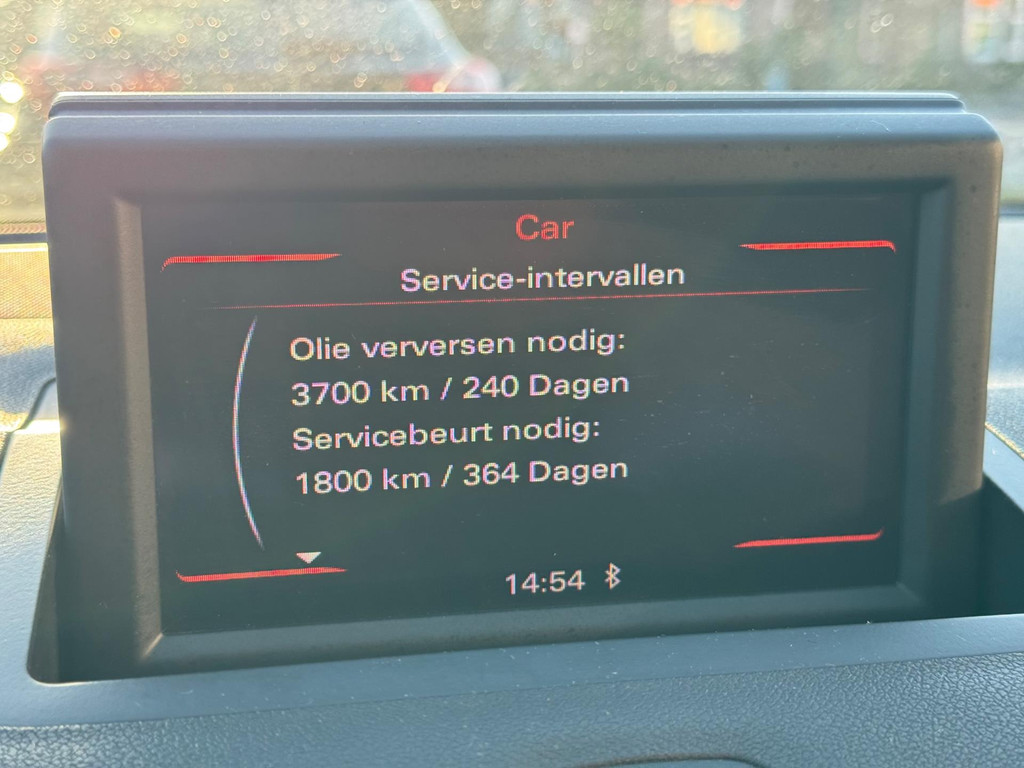 Car
Service-intervallen
Olie verversen nodig:
3700 km / 240 Dagen
Servicebeurt nodig:
1800 km / 364 Dagen
14:54